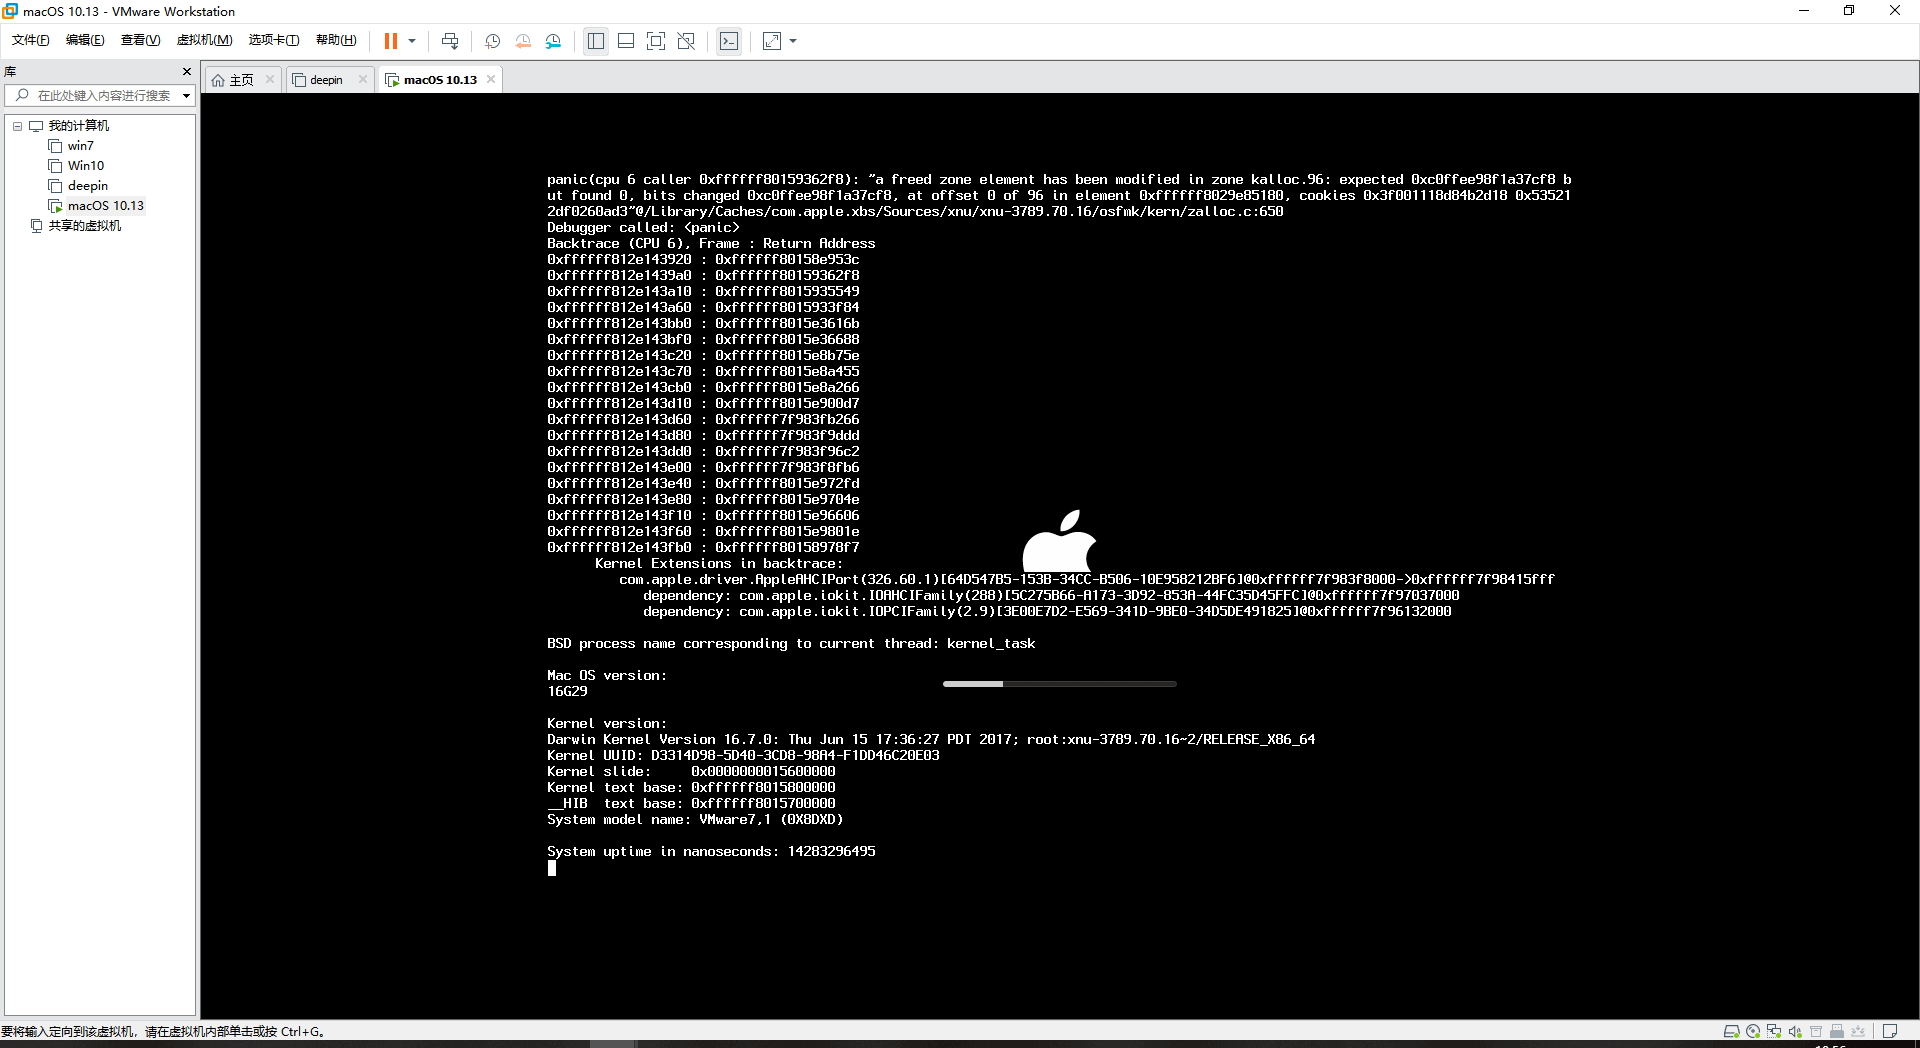 macOS 10.13 - VMware Workstation
文件(F) 编辑(E) 查看(V) 虚拟机(M) 选项卡(T) 帮助(H)
库
在此处键入内容进行搜索
我的计算机
win7
Win10
deepin
macOS 10.13
共享的虚拟机
主页 deepin macOS 10.13
panic(cpu 6 caller 0xffffff80159362f8): "a freed zone element has been modified in zone kalloc.96: expected 0xc0ffee98f1a37cf8 b
ut found 0, bits changed 0xc0ffee98f1a37cf8, at offset 0 of 96 in element 0xffffff8029e85180, cookies 0x3f001118d84b2d18 0x53521
2df0260ad3"@/Library/Caches/com.apple.xbs/Sources/xnu/xnu-3789.70.16/osfmk/kern/zalloc.c:650
Debugger called: <panic>
Backtrace (CPU 6), Frame : Return Address
0xffffff812e143920 : 0xffffff80158e953c
0xffffff812e1439a0 : 0xffffff80159362f8
0xffffff812e143a10 : 0xffffff8015935549
0xffffff812e143a60 : 0xffffff8015933f84
0xffffff812e143bb0 : 0xffffff8015e3616b
0xffffff812e143bf0 : 0xffffff8015e36688
0xffffff812e143c20 : 0xffffff8015e8b75e
0xffffff812e143c70 : 0xffffff8015e8a455
0xffffff812e143cb0 : 0xffffff8015e8a266
0xffffff812e143d10 : 0xffffff8015e900d7
0xffffff812e143d60 : 0xffffff7f983fb266
0xffffff812e143d80 : 0xffffff7f983f9ddd
0xffffff812e143dd0 : 0xffffff7f983f96c2
0xffffff812e143e00 : 0xffffff7f983f8fb6
0xffffff812e143e40 : 0xffffff8015e972fd
0xffffff812e143e80 : 0xffffff8015e9704e
0xffffff812e143f10 : 0xffffff8015e96606
0xffffff812e143f60 : 0xffffff8015e9801e
0xffffff812e143fb0 : 0xffffff80158978f7
Kernel Extensions in backtrace:
com.apple.driver.AppleAHCIPort(326.60.1)[64D547B5-153B-34CC-B506-10E958212BF6]@0xffffff7f983f8000->0xffffff7f98415fff
dependency: com.apple.iokit.IOAHCIFamily(288)[5C275B66-A173-3D92-853A-44FC35D45FFC]@0xffffff7f97037000
dependency: com.apple.iokit.IOPCIFamily(2.9)[3E00E7D2-E569-341D-9BE0-34D5DE491825]@0xffffff7f96132000
BSD process name corresponding to current thread: kernel_task
Mac OS version:
16G29
Kernel version:
Darwin Kernel Version 16.7.0: Thu Jun 15 17:36:27 PDT 2017; root:xnu-3789.70.16~2/RELEASE_X86_64
Kernel UUID: D3314D98-5D40-3CD8-98A4-F1DD46C20E03
Kernel slide: 0x0000000015600000
Kernel text base: 0xffffff8015800000
__HIB text base: 0xffffff8015700000
System model name: VMware7,1 (0X8DXD)
System uptime in nanoseconds: 14283296495
要将输入定向到该虚拟机，请在虚拟机内部单击或按 Ctrl+G。